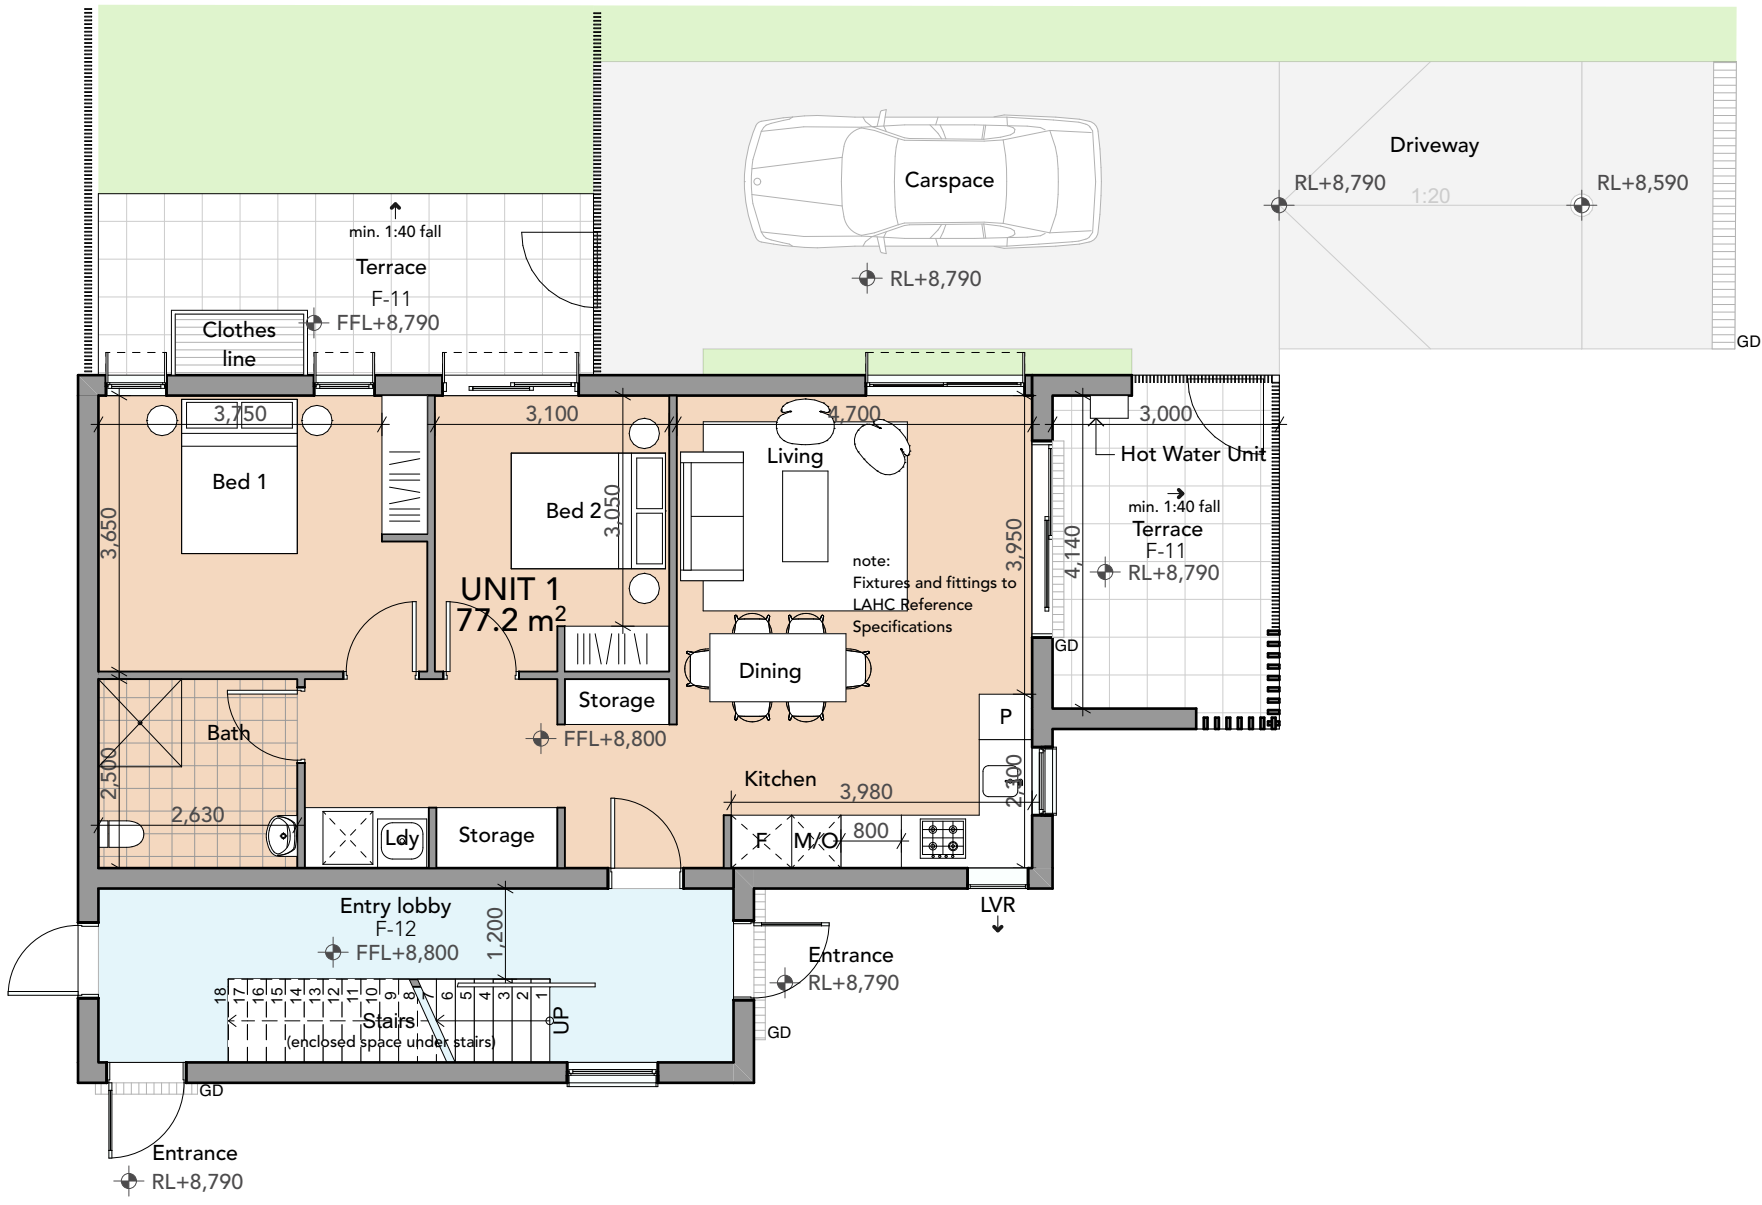 Driveway
Carspace
RL+8,790
RL+8,590
1:20
min. 1:40 fall
Terrace
F-11
FFL+8,790
RL+8,790
Clothes
line
GD
3,750
3,100
4,700
3,000
Living
Hot Water Unit
Bed 1
Bed 2
3,050
3,650
3,950
4,140
min. 1:40 fall
Terrace
F-11
RL+8,790
note:
Fixtures and fittings to
LAHC Reference
Specifications
UNIT 1
77.2 m²
GD
Dining
Storage
P
Bath
FFL+8,800
2,500
Kitchen
2,300
3,980
2,630
Ldy
Storage
F
M/O
800
Entry lobby
F-12
FFL+8,800
1,200
LVR
Entrance
RL+8,790
18
17
16
15
14
13
12
11
10
9
8
7
6
5
4
3
2
1
UP
Stairs
(enclosed space under stairs)
GD
GD
Entrance
RL+8,790